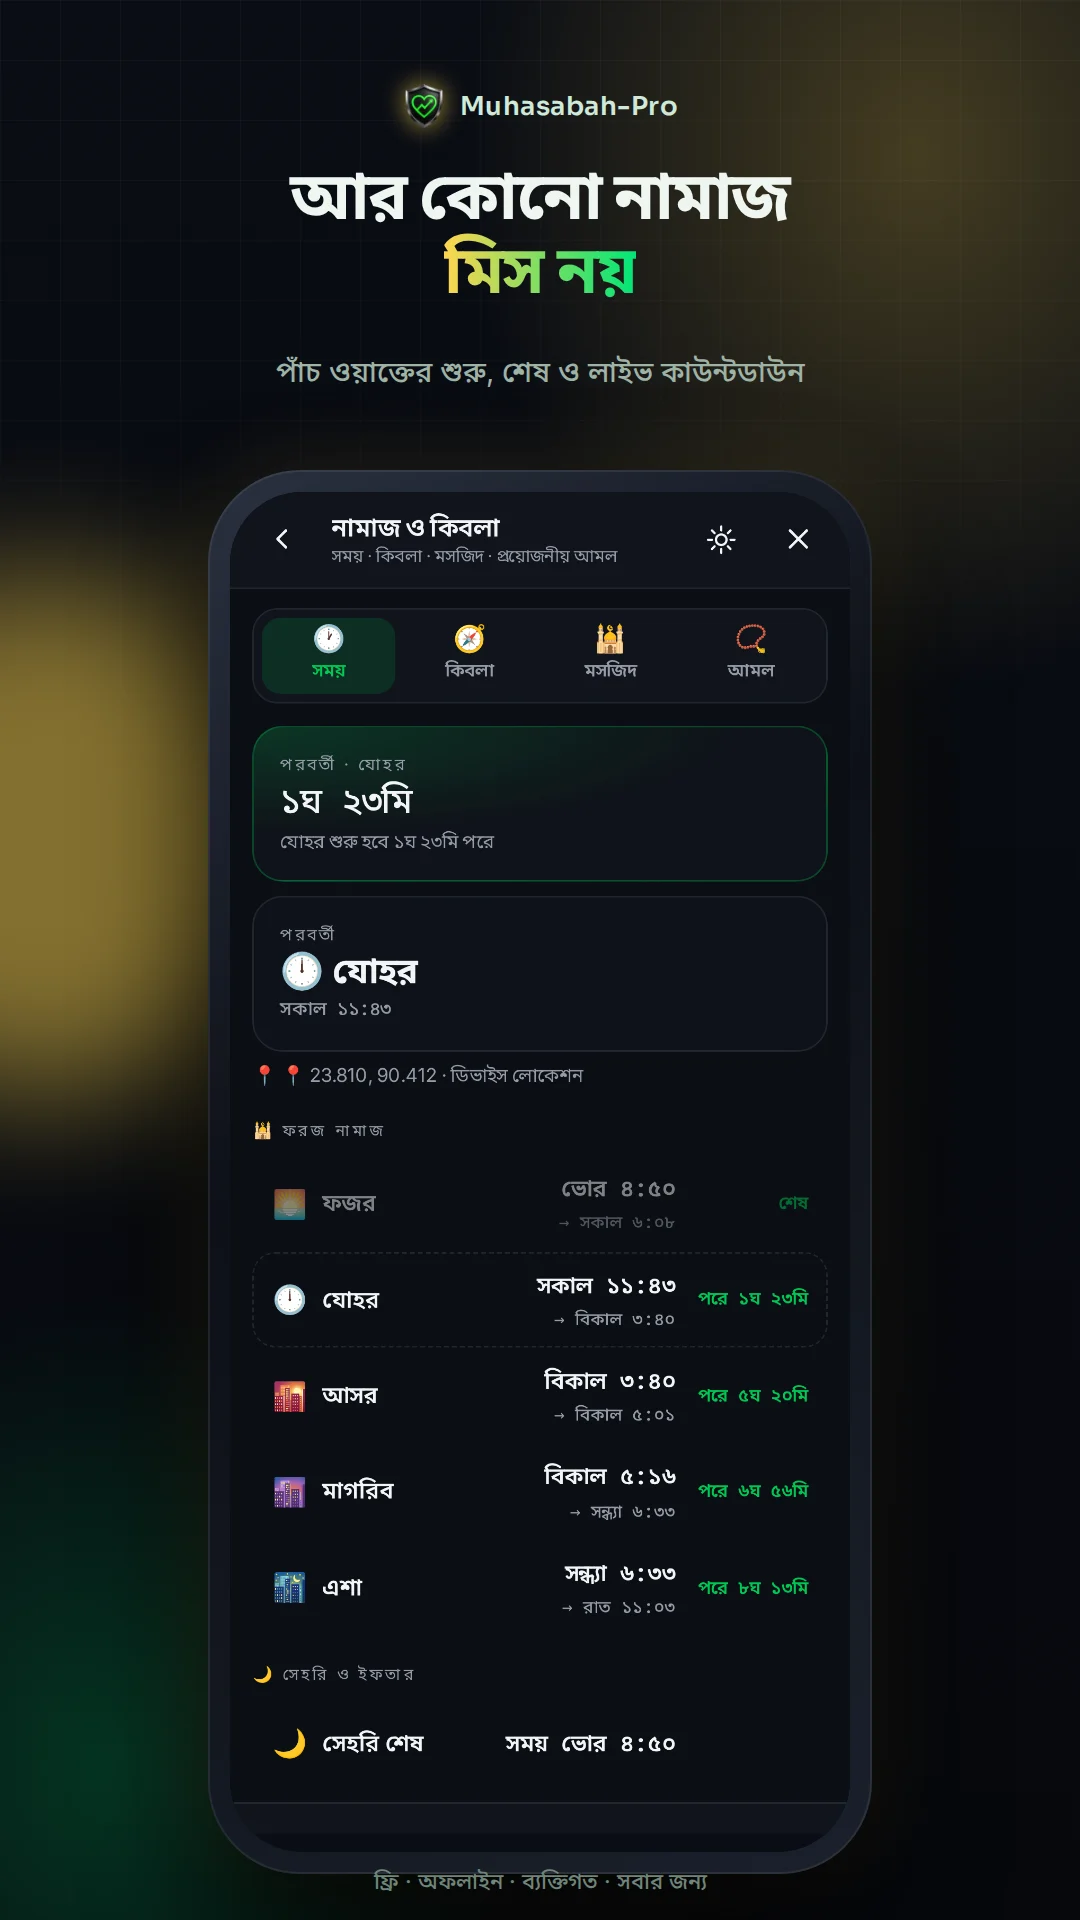 Muhasabah-Pro
আর কোনো নামাজ
মিস নয়
পাঁচ ওয়াক্তের শুরু, শেষ ও লাইভ কাউন্টডাউন
নামাজ ও কিবলা
সময় · কিবলা · মসজিদ · প্রয়োজনীয় আমল
সময় কিবলা মসজিদ আমল
পরবর্তী · যোহর
১ঘ ২৩মি
যোহর শুরু হবে ১ঘ ২৩মি পরে
পরবর্তী
যোহর
সকাল ১১:৪৩
23.810, 90.412 · ডিভাইস লোকেশন
ফরজ নামাজ
ফজর ভোর ৪:৫০ শেষ
→ সকাল ৬:০৮
যোহর সকাল ১১:৪৩ পরে ১ঘ ২৩মি
→ বিকাল ৩:৪০
আসর বিকাল ৩:৪০ পরে ৫ঘ ২০মি
→ বিকাল ৫:০১
মাগরিব বিকাল ৫:১৬ পরে ৬ঘ ৫৬মি
→ সন্ধ্যা ৬:৩৩
এশা সন্ধ্যা ৬:৩৩ পরে ৮ঘ ১৩মি
→ রাত ১১:০৩
সেহরি ও ইফতার
সেহরি শেষ সময় ভোর ৪:৫০
ফ্রি · অফলাইন · ব্যক্তিগত · সবার জন্য